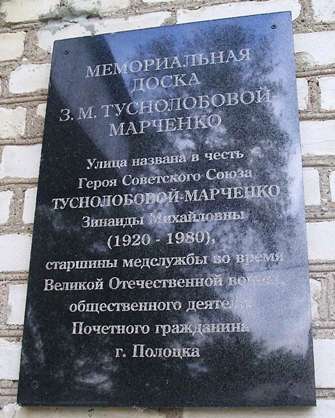 МЕМОРИАЛЬНАЯ
ДОСКА
З. М. ТУСНОЛОБОВОЙ
МАРЧЕНКО
Улица названа в честь
Героя Советского Союза
ТУСНОЛОБОВОЙ-МАРЧЕНКО
Зинаиды Михайловны
(1920 - 1980),
старшины медслужбы во время
Великой Отечественной войны,
общественного деятеля,
Почетного гражданина
г. Полоцка